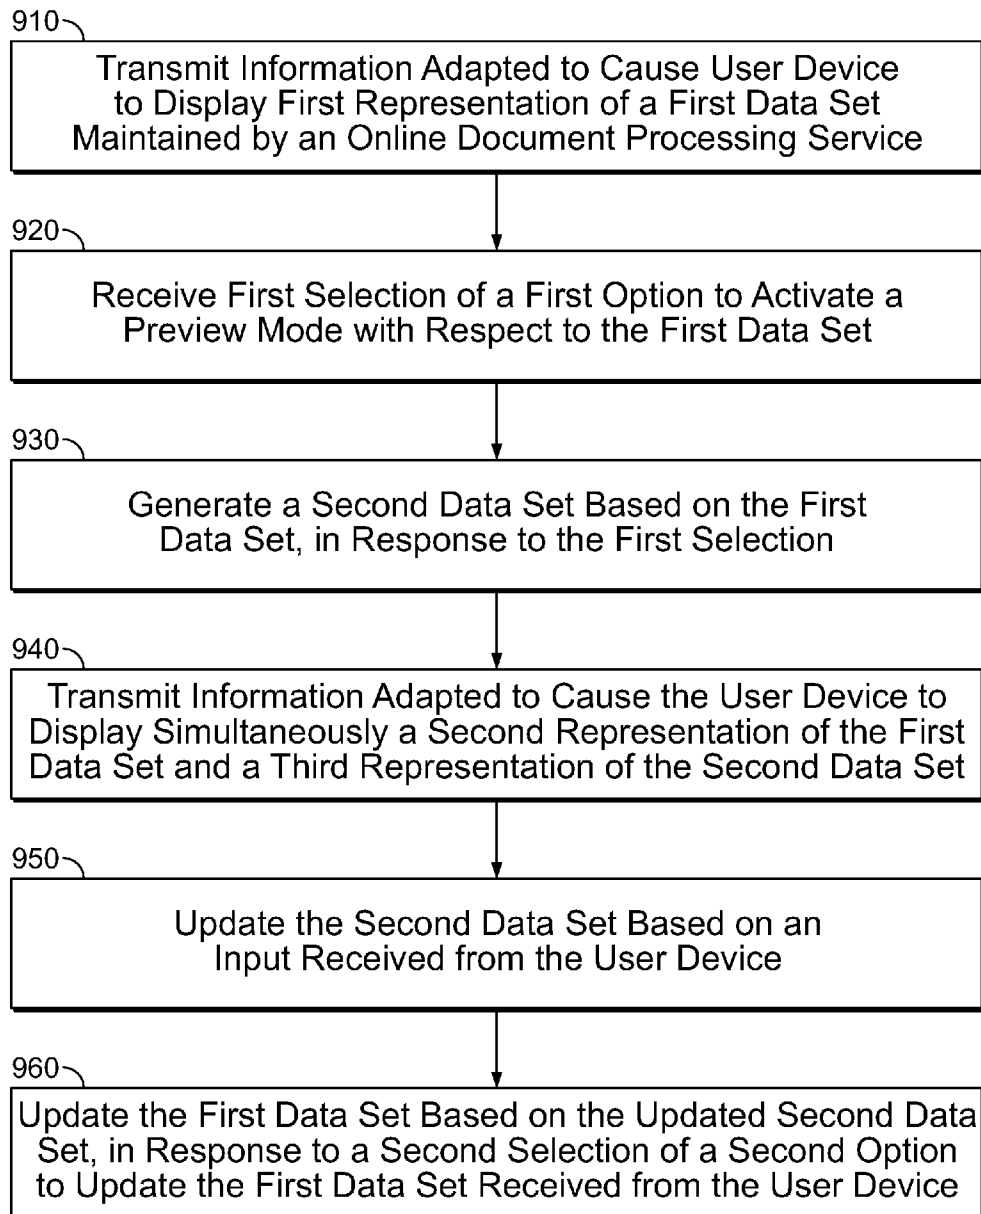 910
Transmit Information Adapted to Cause User Device
to Display First Representation of a First Data Set
Maintained by an Online Document Processing Service
920
Receive First Selection of a First Option to Activate a
Preview Mode with Respect to the First Data Set
930
Generate a Second Data Set Based on the First
Data Set, in Response to the First Selection
940
Transmit Information Adapted to Cause the User Device to
Display Simultaneously a Second Representation of the First
Data Set and a Third Representation of the Second Data Set
950
Update the Second Data Set Based on an
Input Received from the User Device
960
Update the First Data Set Based on the Updated Second Data
Set, in Response to a Second Selection of a Second Option
to Update the First Data Set Received from the User Device